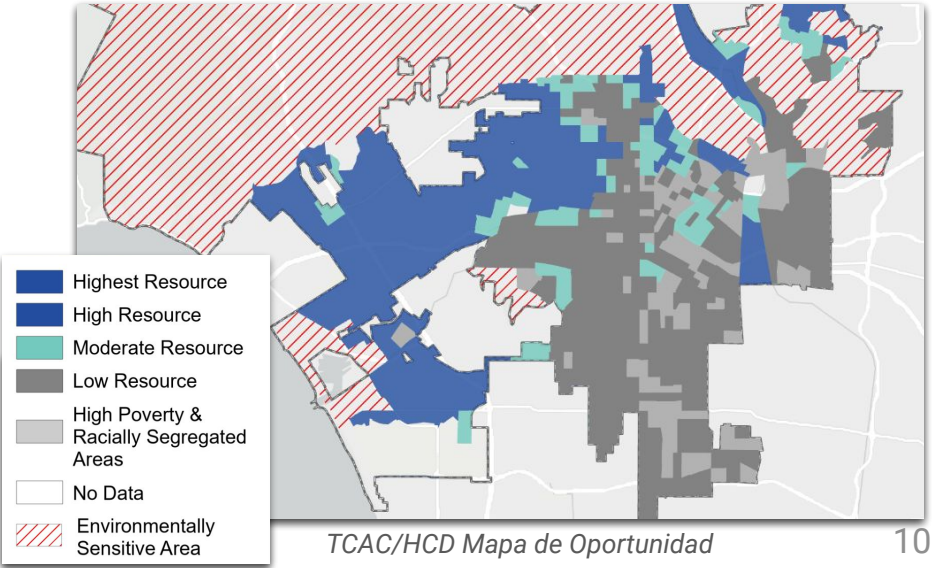 Highest Resource
High Resource
Moderate Resource
Low Resource
High Poverty &
Racially Segregated
Areas
No Data
Environmentally
Sensitive Area
TCAC/HCD Mapa de Oportunidad
10